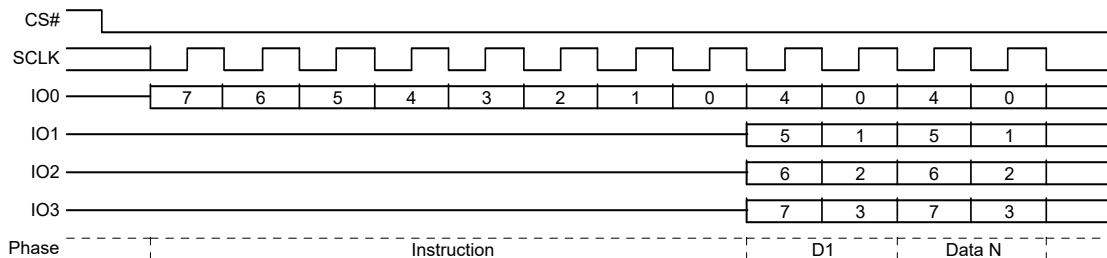 CS#
SCLK
IO0 7 6 5 4 3 2 1 0 4 0 4 0
IO1 5 1 5 1
IO2 6 2 6 2
IO3 7 3 7 3
Phase Instruction D1 Data N